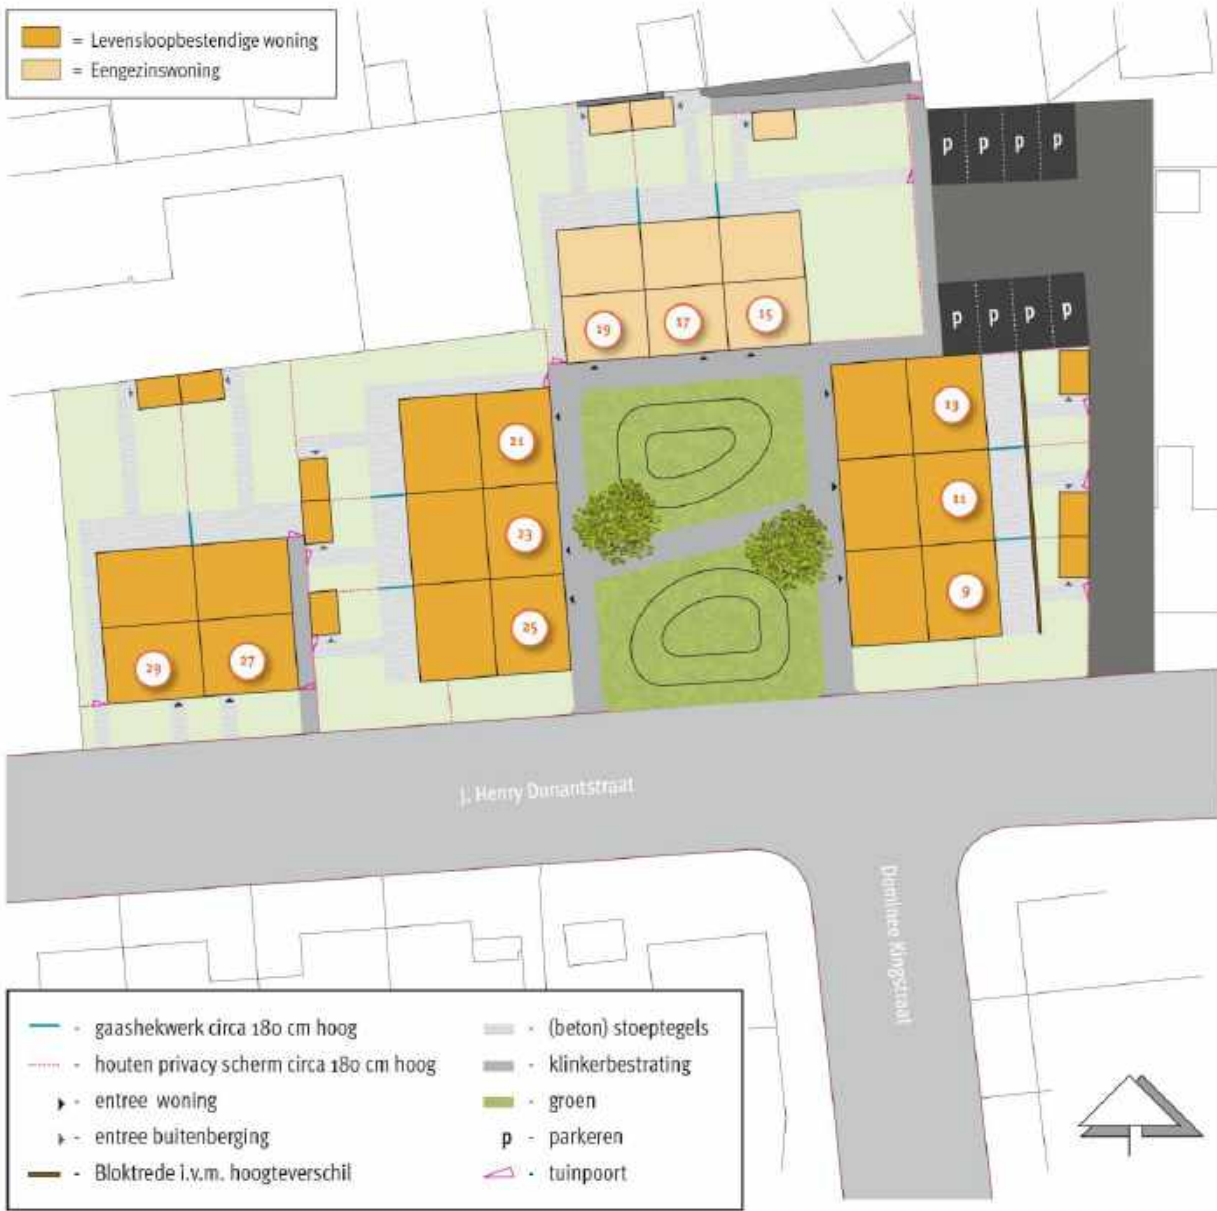 = Levensloopbestendige woning
= Eengezinswoning
P P P P
P P P P
19 17 15
21
23
25
29 27
13
11
9
J. Henry Dunantstraat
Dominee Kingstraat
- gaashekwerk circa 180 cm hoog
- houten privacy scherm circa 180 cm hoog
- entree woning
- entree buitenberging
- Bloktrede i.v.m. hoogteverschil
- (beton) stoeptegels
- klinkerbestrating
- groen
p - parkeren
- tuinpoort